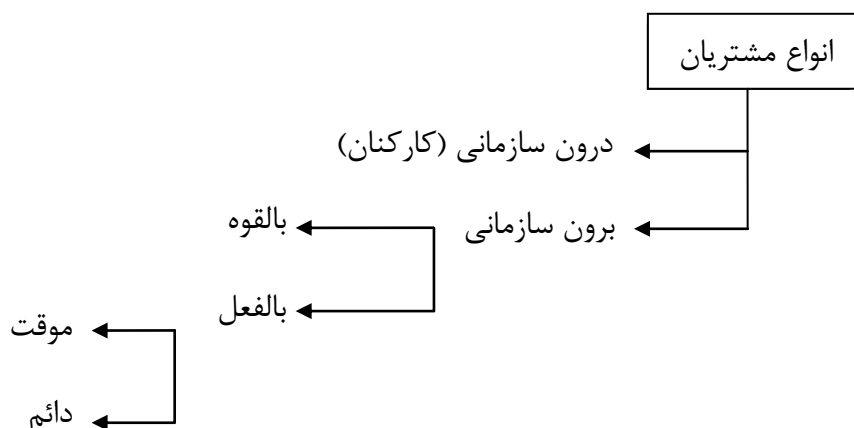 انواع مشتریان
درون سازمانی (کارکنان)
برون سازمانی
بالقوه
بالفعل
موقت
دائم